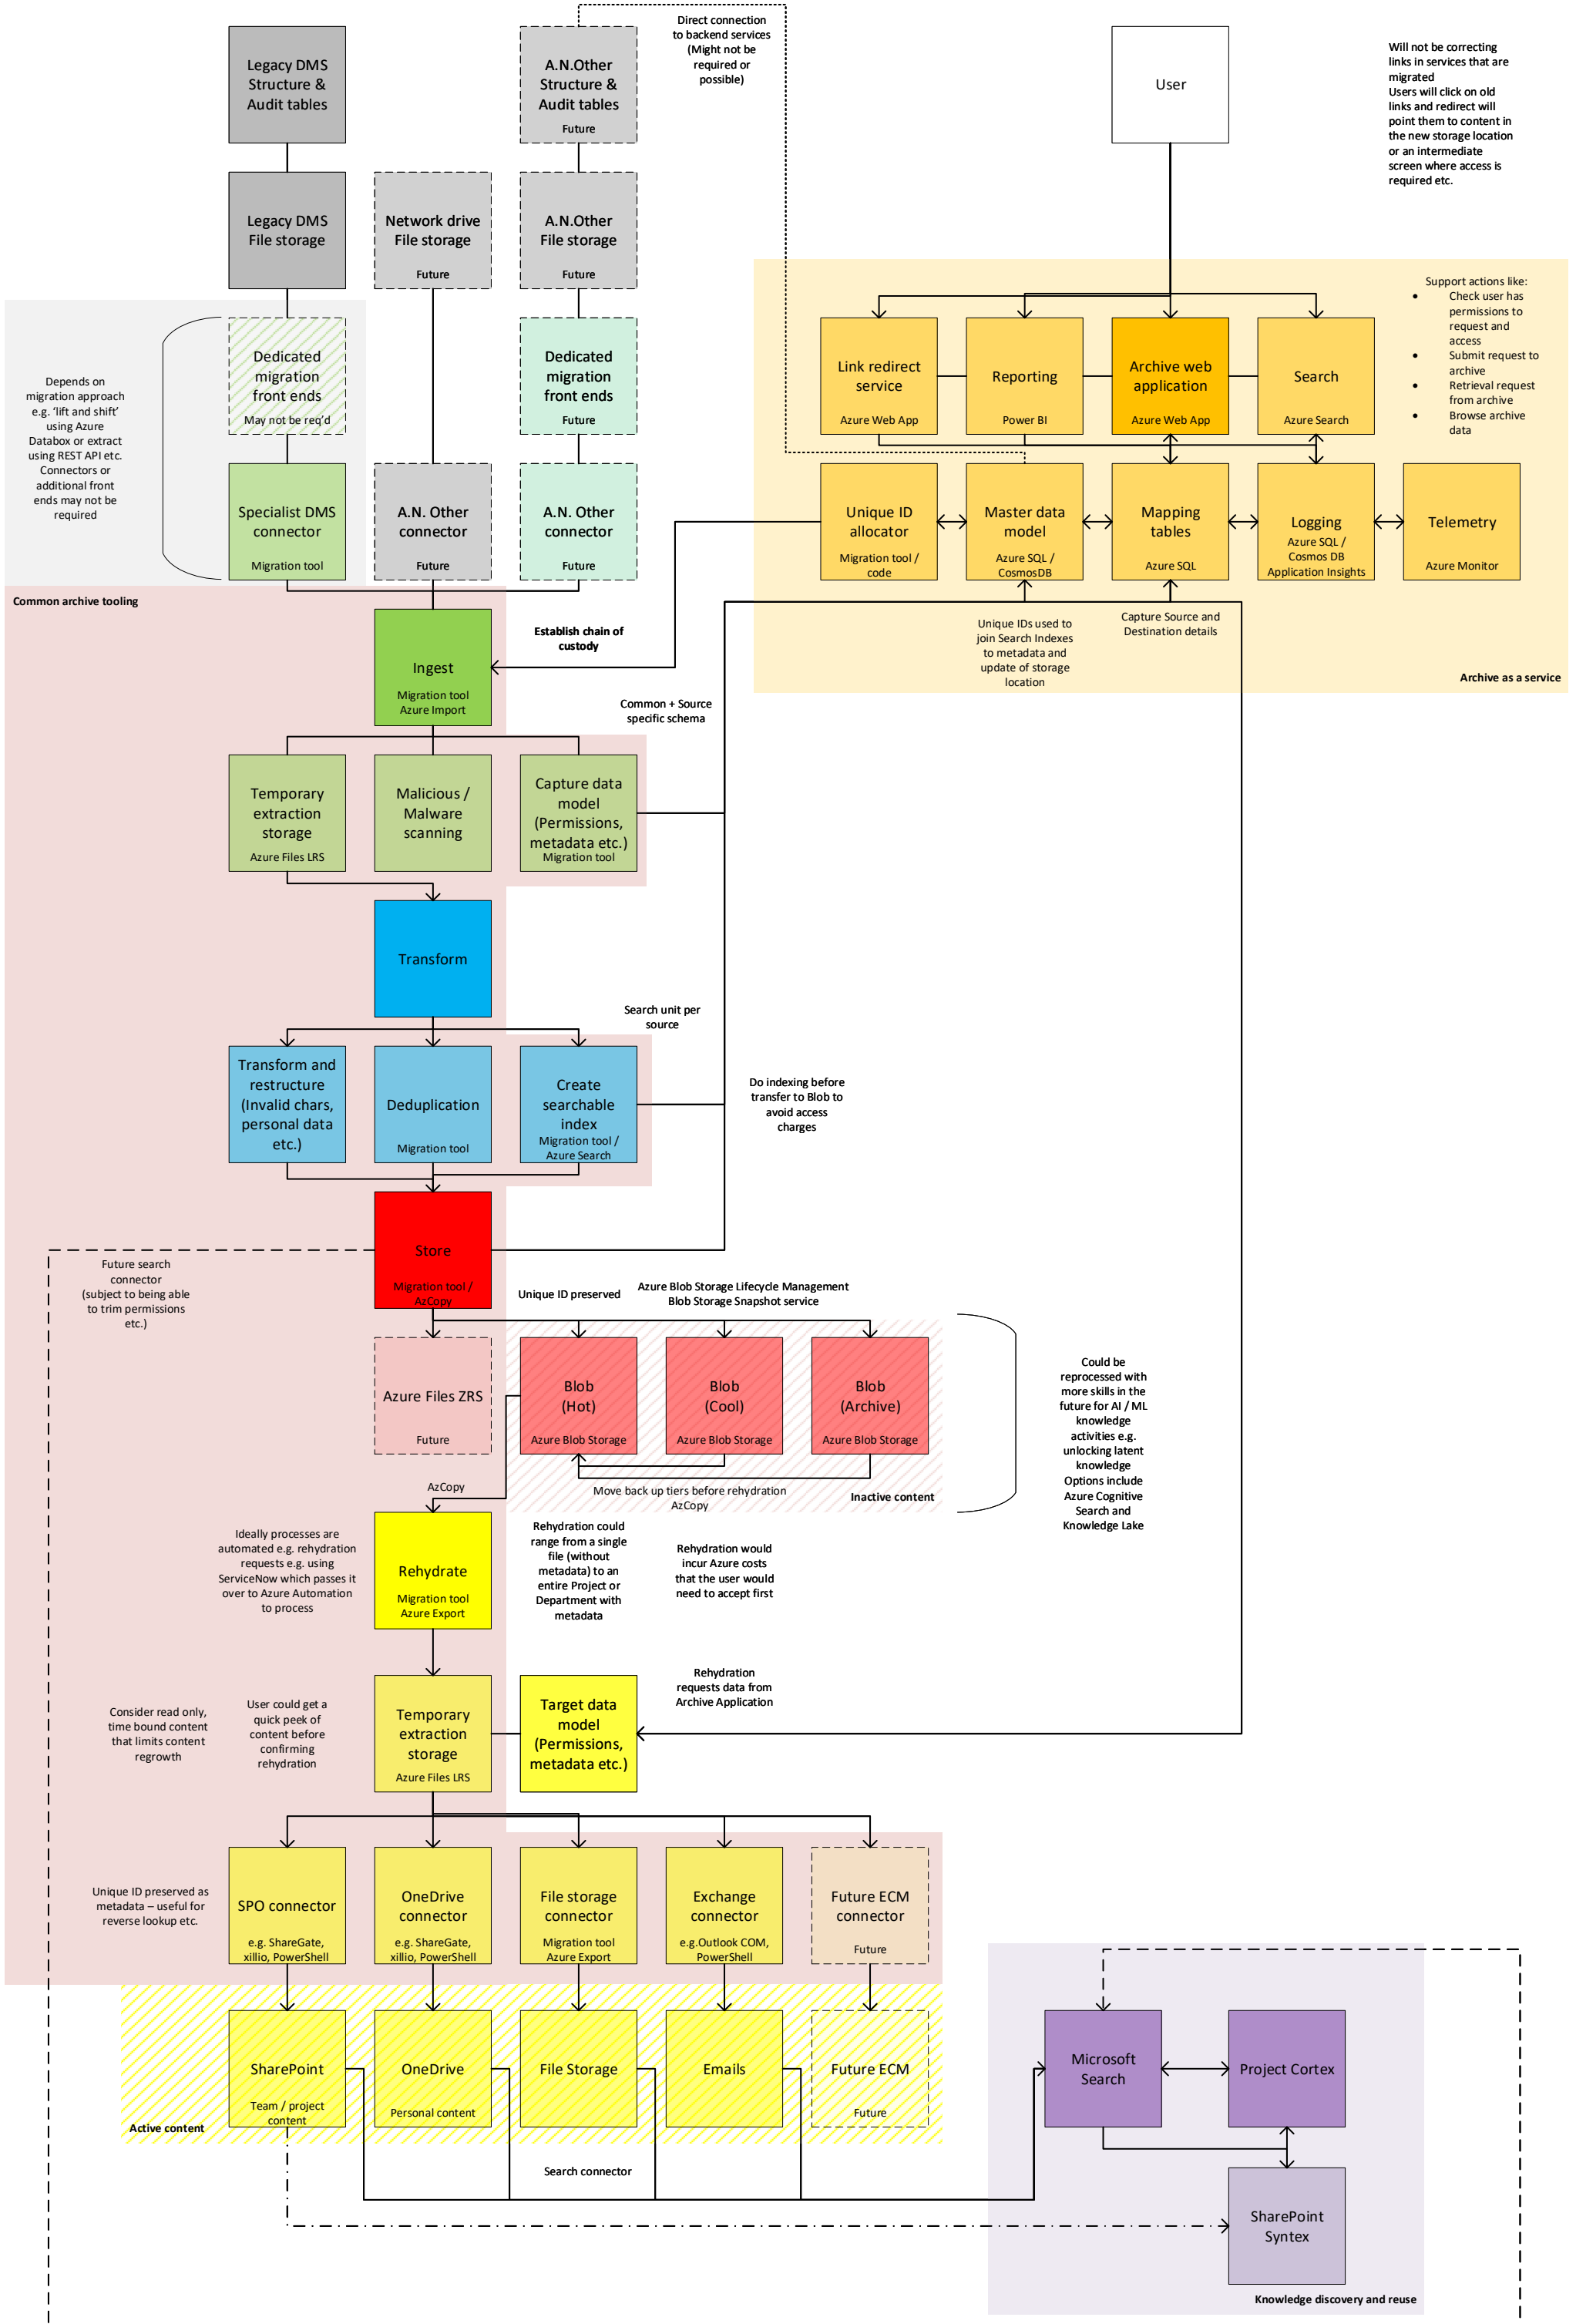 Direct connection
to backend services
(Might not be
required or
possible)
Legacy DMS
Structure &
Audit tables
A.N.Other
Structure &
Audit tables
Future
User
Will not be correcting
links in services that are
migrated
Users will click on old
links and redirect will
point them to content in
the new storage location
or an intermediate
screen where access is
required etc.
Legacy DMS
File storage
Network drive
File storage
Future
A.N.Other
File storage
Future
Depends on
migration approach
e.g. ‘lift and shift’
using Azure
Databox or extract
using REST API etc.
Connectors or
additional front
ends may not be
required
Dedicated
migration
front ends
May not be req’d
Dedicated
migration
front ends
Future
Link redirect
service
Azure Web App
Reporting
Power BI
Archive web
application
Azure Web App
Search
Azure Search
Support actions like:
• Check user has
permissions to
request and
access
• Submit request to
archive
• Retrieval request
from archive
• Browse archive
data
Specialist DMS
connector
Migration tool
A.N. Other
connector
Future
A.N. Other
connector
Future
Unique ID
allocator
Migration tool /
code
Master data
model
Azure SQL /
CosmosDB
Mapping
tables
Azure SQL
Logging
Azure SQL /
Cosmos DB
Application Insights
Telemetry
Azure Monitor
Common archive tooling
Establish chain of
custody
Unique IDs used to
join Search Indexes
to metadata and
update of storage
location
Capture Source and
Destination details
Archive as a service
Ingest
Migration tool
Azure Import
Common + Source
specific schema
Temporary
extraction
storage
Azure Files LRS
Malicious /
Malware
scanning
Capture data
model
(Permissions,
metadata etc.)
Migration tool
Transform
Search unit per
source
Transform and
restructure
(Invalid chars,
personal data
etc.)
Deduplication
Migration tool
Create
searchable
index
Migration tool /
Azure Search
Do indexing before
transfer to Blob to
avoid access
charges
Store
Migration tool /
AzCopy
Future search
connector
(subject to being able
to trim permissions
etc.)
Unique ID preserved
Azure Blob Storage Lifecycle Management
Blob Storage Snapshot service
Azure Files ZRS
Future
Blob
(Hot)
Azure Blob Storage
Blob
(Cool)
Azure Blob Storage
Blob
(Archive)
Azure Blob Storage
Could be
reprocessed with
more skills in the
future for AI / ML
knowledge
activities e.g.
unlocking latent
knowledge
Options include
Azure Cognitive
Search and
Knowledge Lake
AzCopy
Move back up tiers before rehydration
AzCopy
Inactive content
Ideally processes are
automated e.g. rehydration
requests e.g. using
ServiceNow which passes it
over to Azure Automation
to process
Rehydrate
Migration tool
Azure Export
Rehydration could
range from a single
file (without
metadata) to an
entire Project or
Department with
metadata
Rehydration would
incur Azure costs
that the user would
need to accept first
Consider read only,
time bound content
that limits content
regrowth
User could get a
quick peek of
content before
confirming
rehydration
Temporary
extraction
storage
Azure Files LRS
Target data
model
(Permissions,
metadata etc.)
Rehydration
requests data from
Archive Application
Unique ID preserved as
metadata – useful for
reverse lookup etc.
SPO connector
e.g. ShareGate,
xillio, PowerShell
OneDrive
connector
e.g. ShareGate,
xillio, PowerShell
File storage
connector
Migration tool
Azure Export
Exchange
connector
e.g.Outlook COM,
PowerShell
Future ECM
connector
Future
SharePoint
Team / project
content
OneDrive
Personal content
File Storage
Emails
Future ECM
Future
Active content
Microsoft
Search
Project Cortex
Search connector
SharePoint
Syntex
Knowledge discovery and reuse